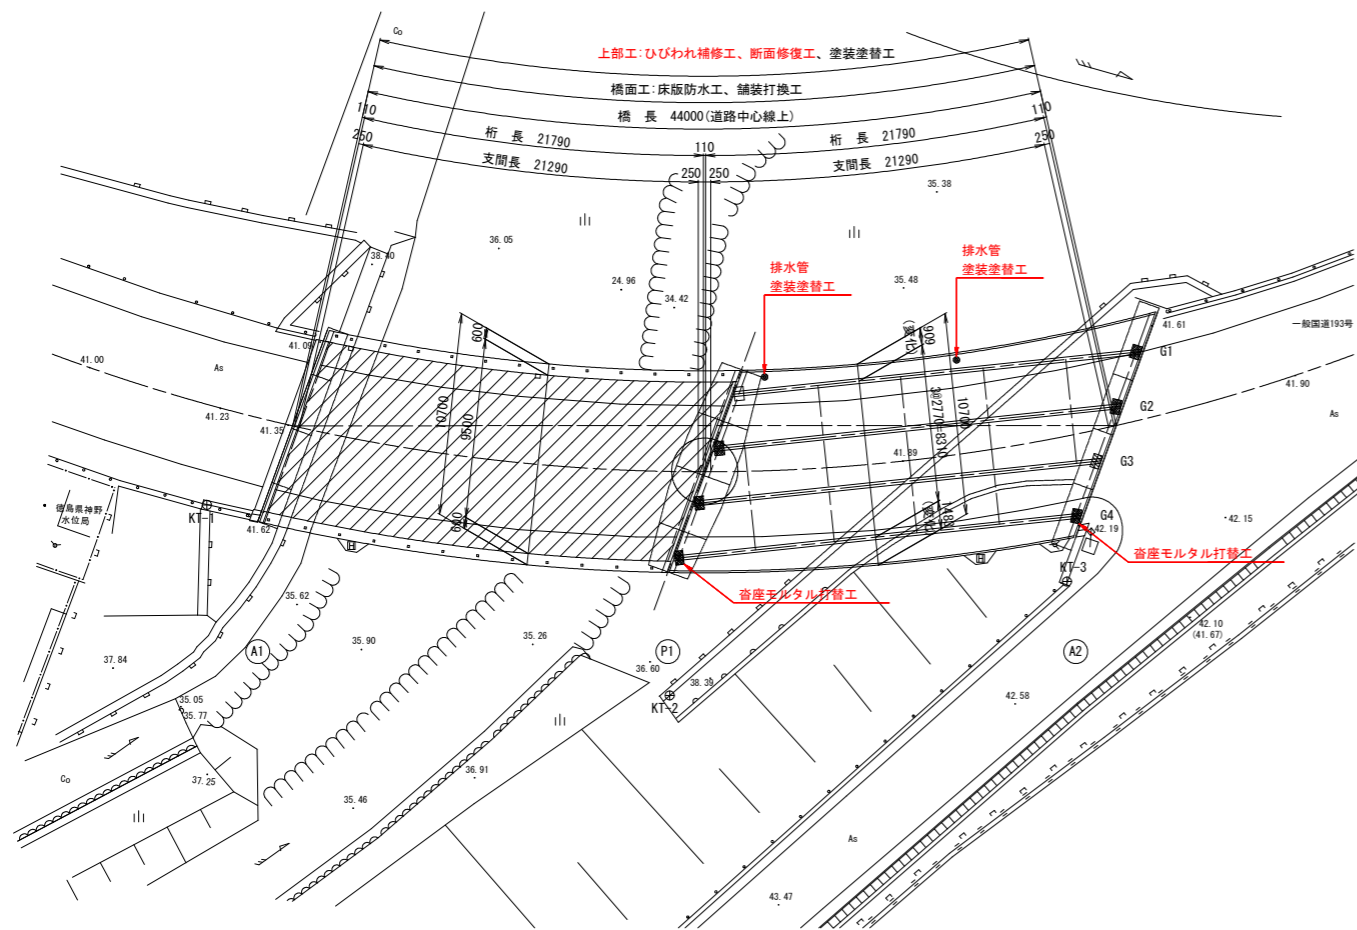 Co
上部工:ひびわれ補修工、断面修復工、塗装塗替工
橋面工:床版防水工、舗装打換工
橋 長 44000(道路中心線上)
110
110
桁 長 21790
110
桁 長 21790
250
250
支間長 21290
250
250
支間長 21290
35.38
36.05
38.40
24.96
34.42
35.48
排水管
塗装塗替工
排水管
塗装塗替工
41.61
一般国道193号
41.09
41.00
As
41.23
41.35
41.62
600
10700
9500
600
(変化)
909
3@2770=8310
10700
1485
(変化)
41.89
G1
G2
G3
G4
41.90
As
42.19
42.15
徳島県神野
水位局
KT-1
沓座モルタル打替工
沓座モルタル打替工
KT-3
35.62
35.90
35.26
36.60
38.39
KT-2
A1
P1
A2
42.10
(41.67)
42.58
37.84
35.05
35.77
Co
37.25
36.91
35.46
As
43.47